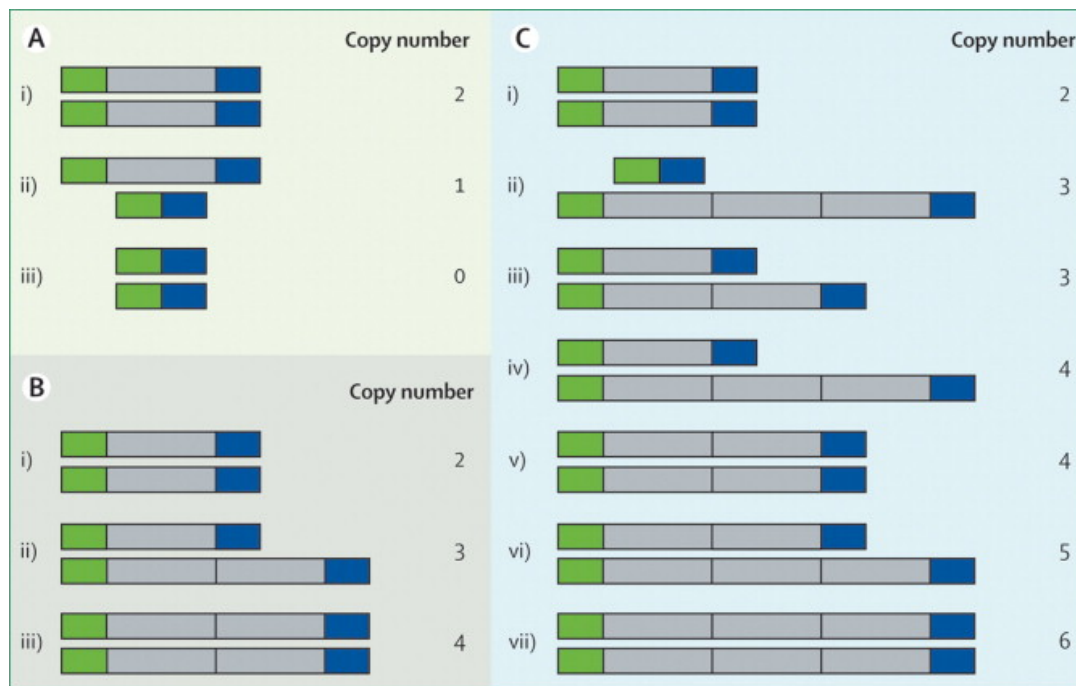 A
Copy number
i)
2
ii)
1
iii)
0
B
Copy number
i)
2
ii)
3
iii)
4
C
Copy number
i)
2
ii)
3
iii)
3
iv)
4
v)
4
vi)
5
vii)
6